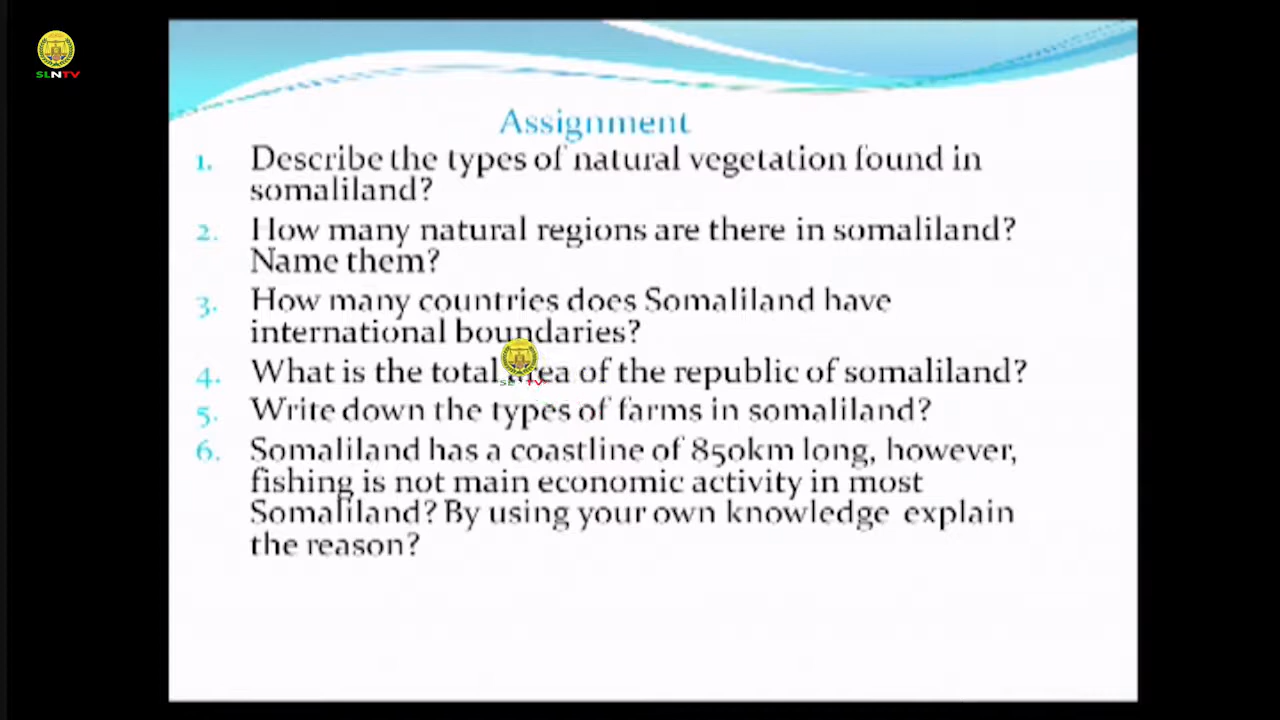 SLNTV
Assignment
1. Describe the types of natural vegetation found in
somaliland?
2. How many natural regions are there in somaliland?
Name them?
3. How many countries does Somaliland have
international boundaries?
4. What is the total area of the republic of somaliland?
5. Write down the types of farms in somaliland?
6. Somaliland has a coastline of 850km long, however,
fishing is not main economic activity in most
Somaliland? By using your own knowledge explain
the reason?